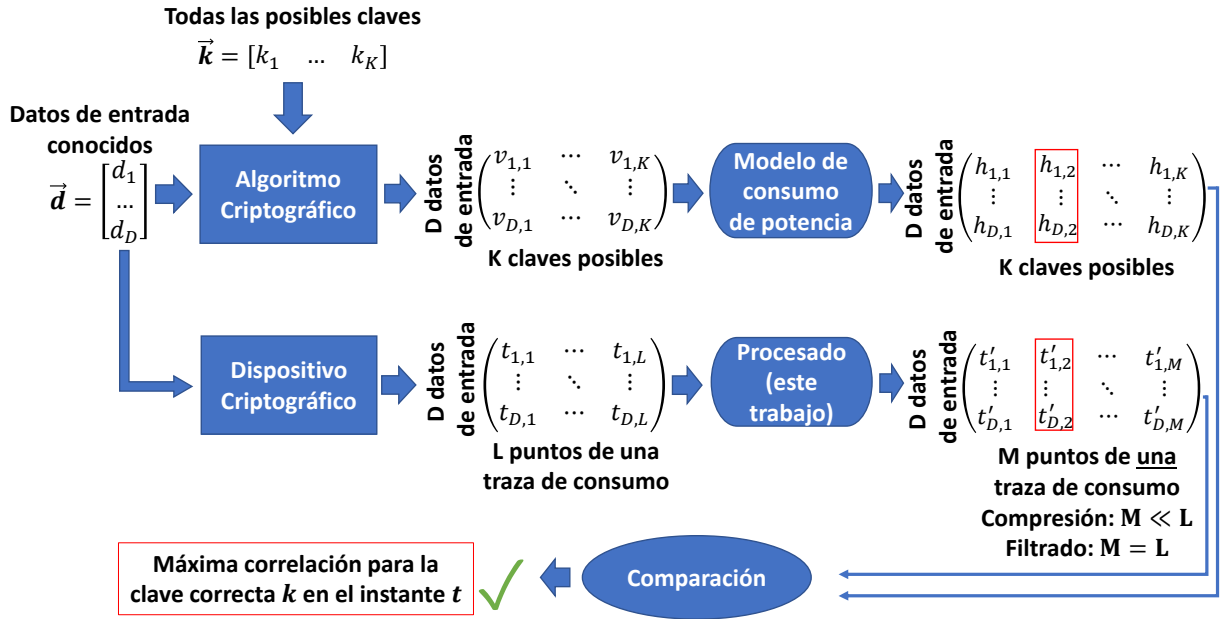 Todas las posibles claves
k⃗ = [k₁ … k_K]
Datos de entrada
conocidos
d⃗ = [d₁
...
d_D]
Algoritmo
Criptográfico
D datos
de entrada
v₁,₁ ⋯ v₁,K
⋮ ⋱ ⋮
v_D,1 ⋯ v_D,K
K claves posibles
Modelo de
consumo
de potencia
D datos
de entrada
h₁,₁ h₁,₂ ⋯ h₁,K
⋮ ⋮ ⋱ ⋮
h_D,1 h_D,2 ⋯ h_D,K
K claves posibles
Dispositivo
Criptográfico
D datos
de entrada
t₁,₁ ⋯ t₁,L
⋮ ⋱ ⋮
t_D,1 ⋯ t_D,L
L puntos de una
traza de consumo
Procesado
(este
trabajo)
D datos
de entrada
t′₁,₁ t′₁,₂ ⋯ t′₁,M
⋮ ⋮ ⋱ ⋮
t′_D,1 t′_D,2 ⋯ t′_D,M
M puntos de una
traza de consumo
Compresión: M ≪ L
Filtrado: M = L
Comparación
Máxima correlación para la
clave correcta k en el instante t